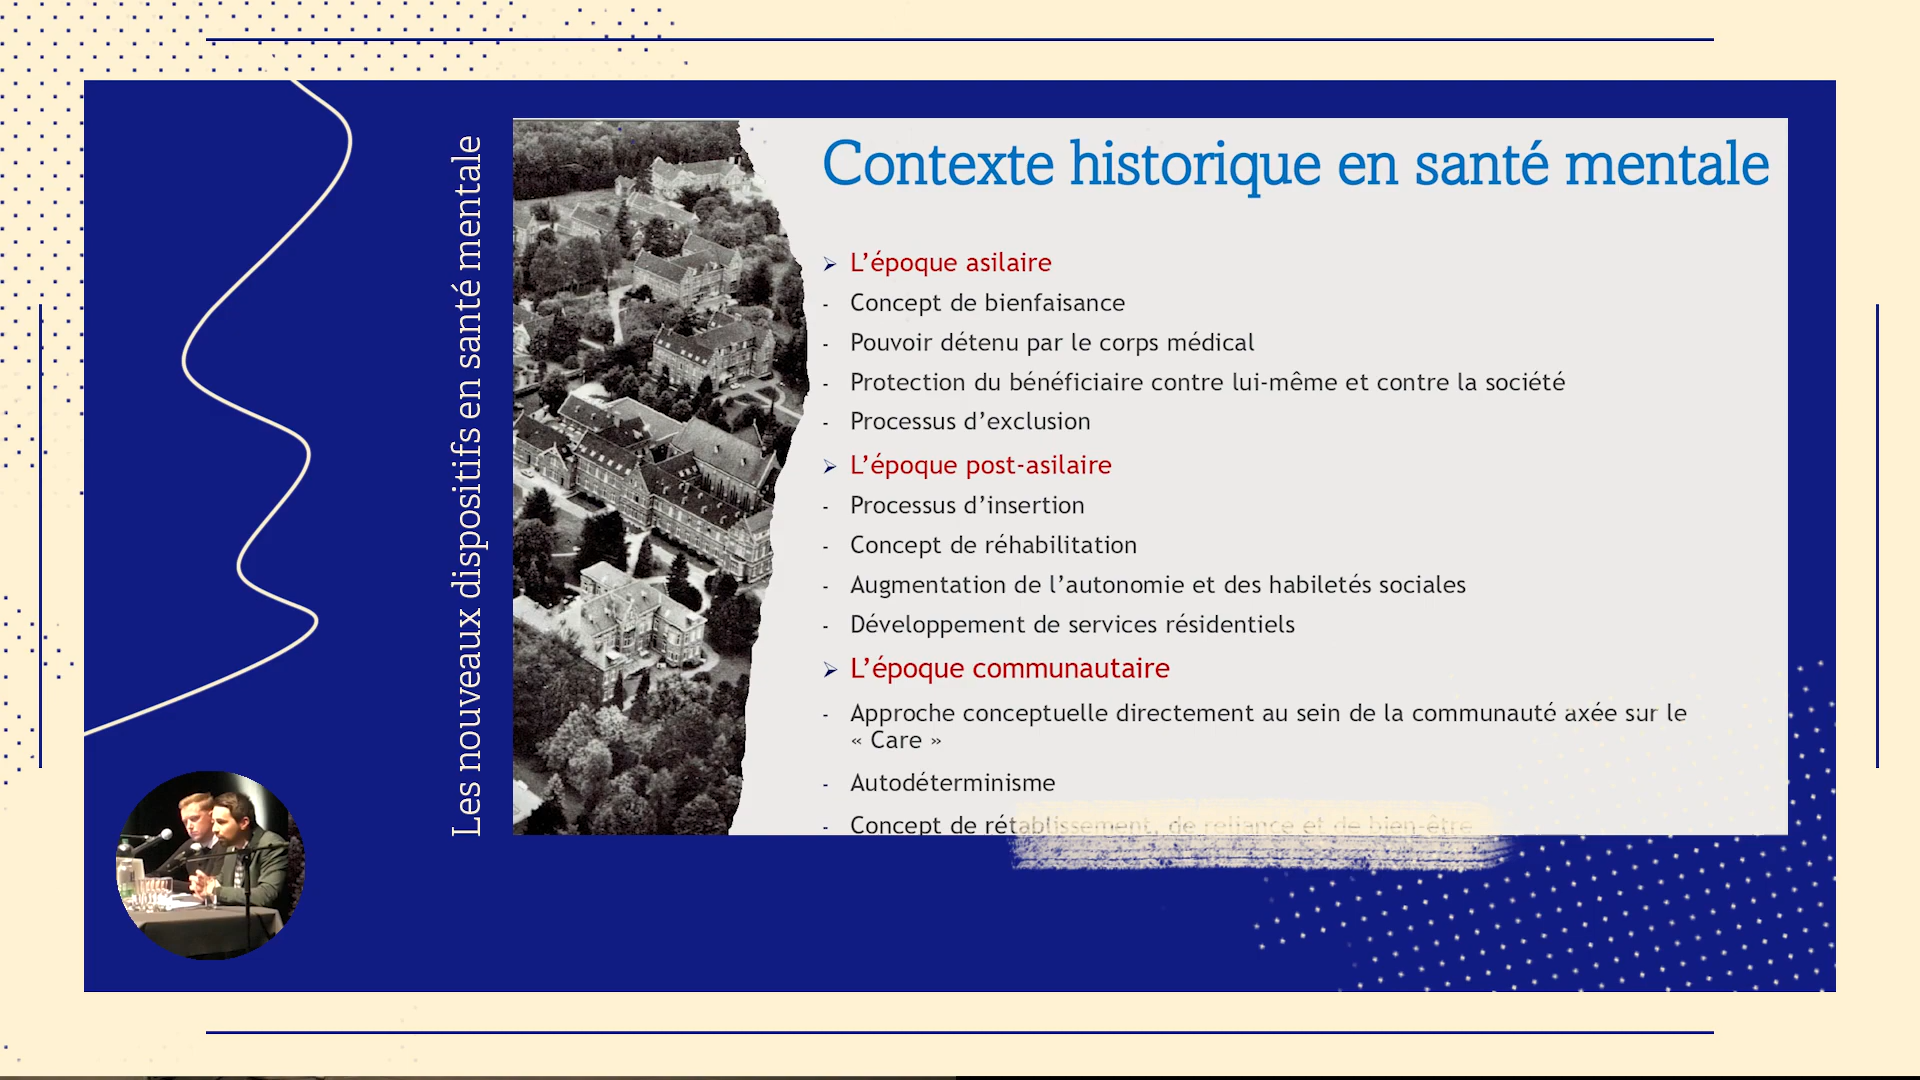 Les nouveaux dispositifs en santé mentale
Contexte historique en santé mentale
➢ L’époque asilaire
- Concept de bienfaisance
- Pouvoir détenu par le corps médical
- Protection du bénéficiaire contre lui-même et contre la société
- Processus d’exclusion
➢ L’époque post-asilaire
- Processus d’insertion
- Concept de réhabilitation
- Augmentation de l’autonomie et des habiletés sociales
- Développement de services résidentiels
➢ L’époque communautaire
- Approche conceptuelle directement au sein de la communauté axée sur le
« Care »
- Autodéterminisme
- Concept de rétablissement, de reliance et de bien-être